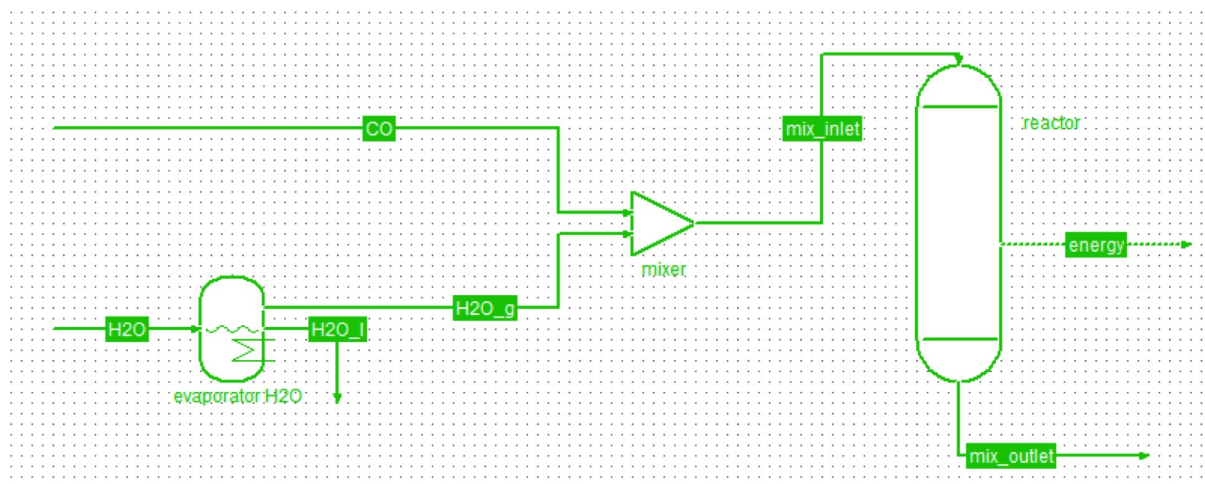 CO
mix_inlet
reactor
energy
mixer
H2O_g
H2O
H2O_l
evaporator H2O
mix_outlet